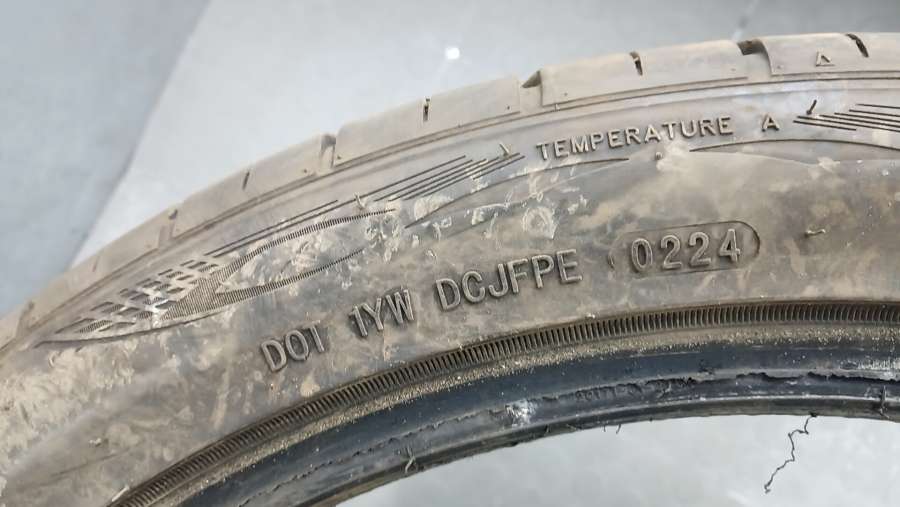 TEMPERATURE A
DOT 1YW DCJFPE 0224